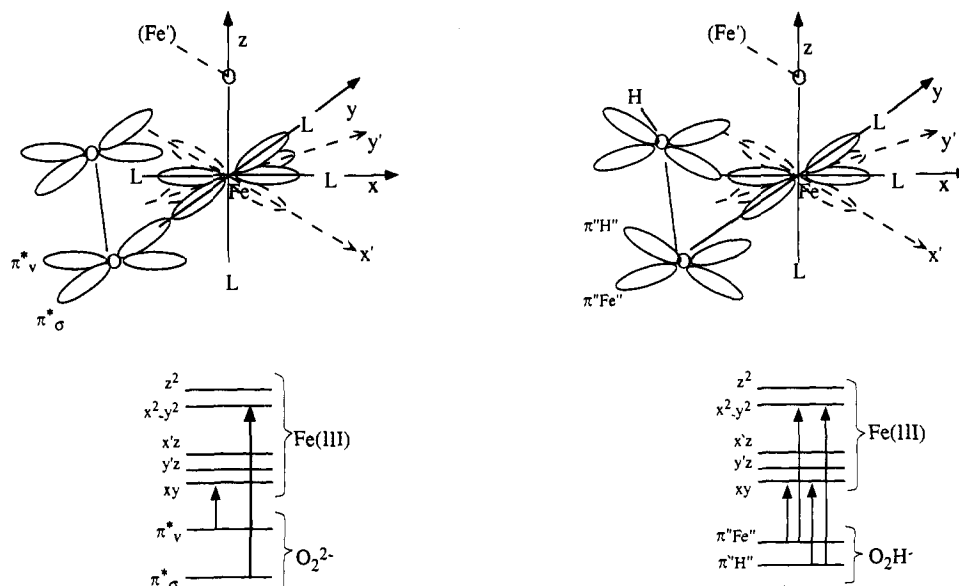 (Fe')
z
y
L
y'
L
Fe
L
x
x'
L
π*ᵥ
π*σ
(Fe')
z
H
y
L
y'
Fe
L
x
π"H"
x'
L
π"Fe"
z²
x²-y²
x'z
y'z
xy
Fe(III)
π*ᵥ
π*σ
O₂²⁻
z²
x²-y²
x`z
y'z
xy
Fe(III)
π"Fe"
π"H"
O₂H⁻